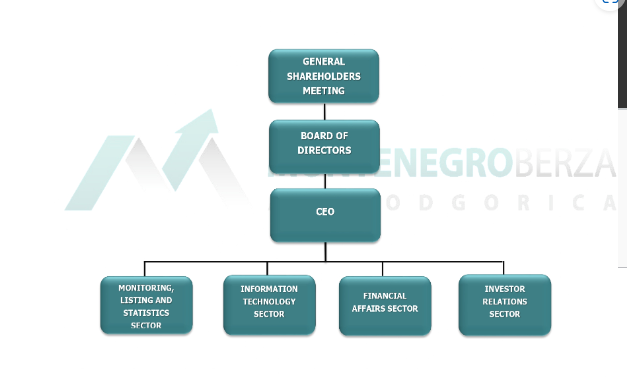 GENERAL
SHAREHOLDERS
MEETING
BOARD OF
DIRECTORS
MONTENEGROBERZA
CEO
ODGORICA
MONITORING,
LISTING AND
STATISTICS
SECTOR
INFORMATION
TECHNOLOGY
SECTOR
FINANCIAL
AFFAIRS SECTOR
INVESTOR
RELATIONS
SECTOR